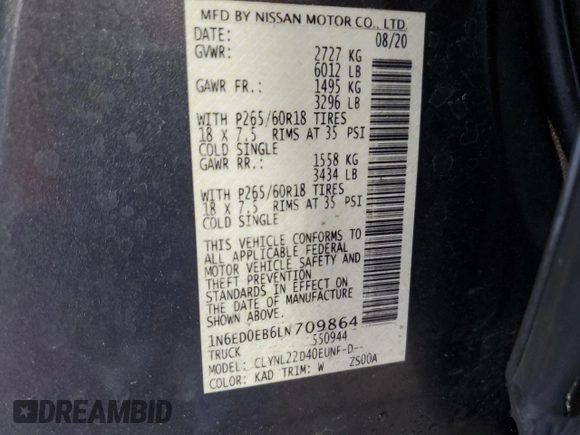 MFD BY NISSAN MOTOR CO., LTD.
DATE: 08/20
GVWR: 2727 KG
6012 LB
GAWR FR.: 1495 KG
3296 LB
WITH P265/60R18 TIRES
18 X 7.5 RIMS AT 35 PSI
COLD SINGLE
GAWR RR.: 1558 KG
3434 LB
WITH P265/60R18 TIRES
18 X 7.5 RIMS AT 35 PSI
COLD SINGLE
THIS VEHICLE CONFORMS TO
ALL APPLICABLE FEDERAL
MOTOR VEHICLE SAFETY AND
THEFT PREVENTION
STANDARDS IN EFFECT ON
THE DATE OF MANUFACTURE
SHOWN ABOVE.
1N6ED0EB6LN709864
TRUCK 550944
MODEL: CLYNL22D40EUNF-D--
COLOR: KAD TRIM: W ZS00A
DREAMBID